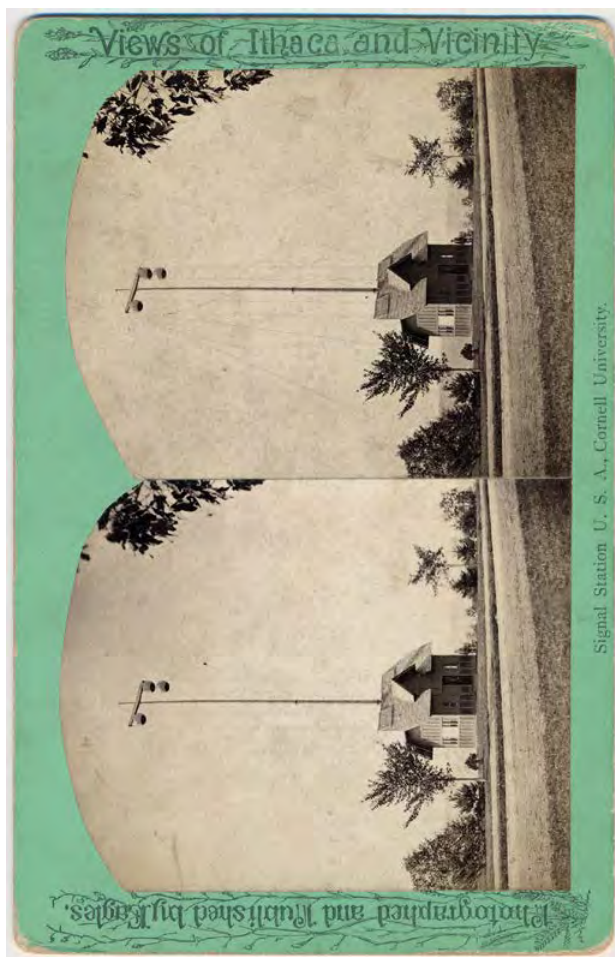 Views of Ithaca and Vicinity
Signal Station U. S. A., Cornell University.
Photographed and Published by Eagles.